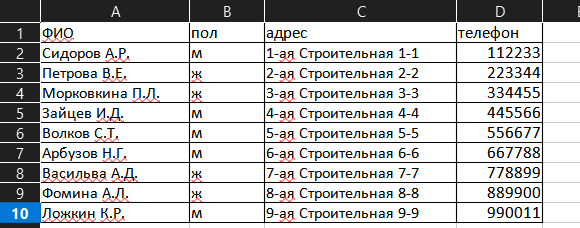 A B C D
1 ФИО пол адрес телефон
2 Сидоров А.Р. м 1-ая Строительная 1-1 112233
3 Петрова В.Е. ж 2-ая Строительная 2-2 223344
4 Морковкина П.Л. ж 3-ая Строительная 3-3 334455
5 Зайцев И.Д. м 4-ая Строительная 4-4 445566
6 Волков С.Т. м 5-ая Строительная 5-5 556677
7 Арбузов Н.Г. м 6-ая Строительная 6-6 667788
8 Васильва А.Д. ж 7-ая Строительная 7-7 778899
9 Фомина А.Л. ж 8-ая Строительная 8-8 889900
10 Ложкин К.Р. м 9-ая Строительная 9-9 990011